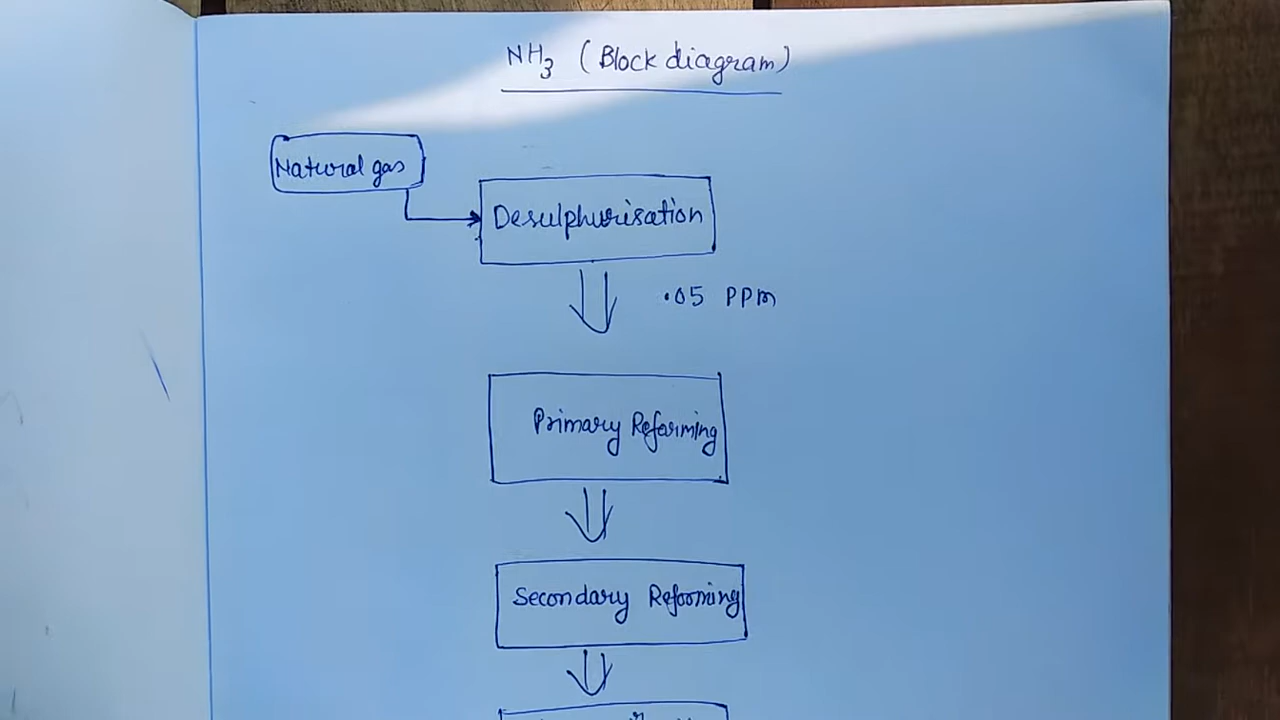 NH3 (Block diagram)
Natural gas
Desulphurisation
.05 PPm
Primary Reforming
Secondary Reforming